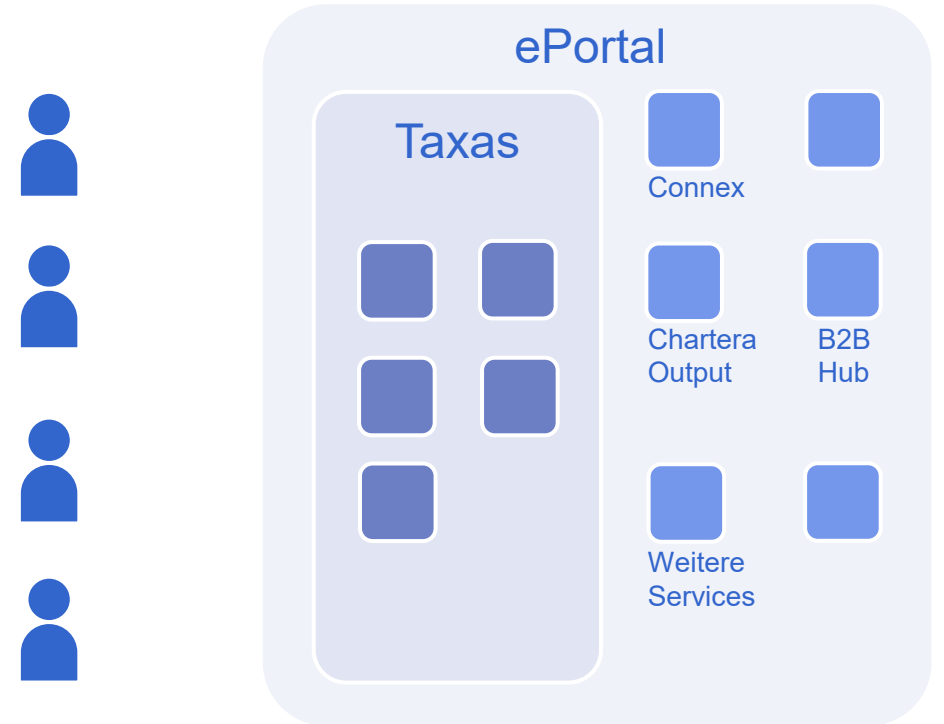 ePortal
Taxas
Connex
Chartera
Output
B2B
Hub
Weitere
Services